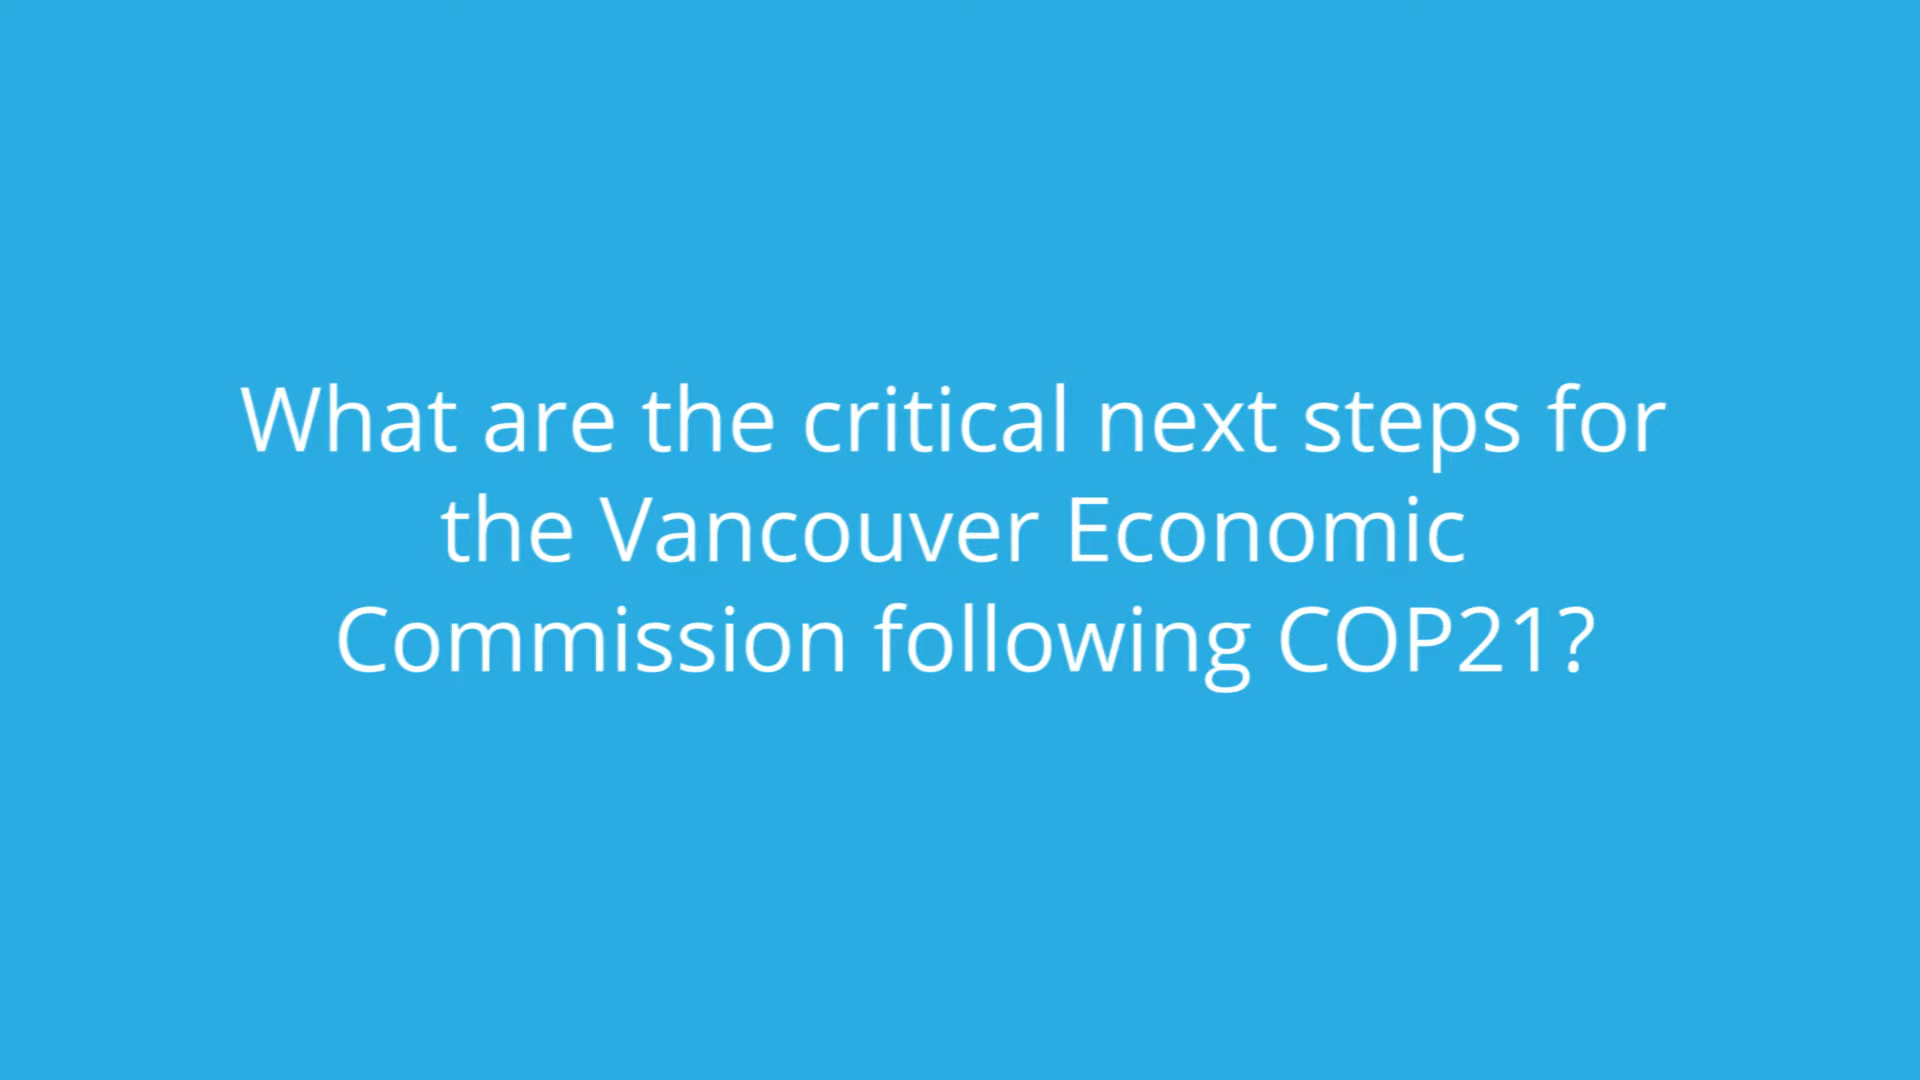 What are the critical next steps for
the Vancouver Economic
Commission following COP21?